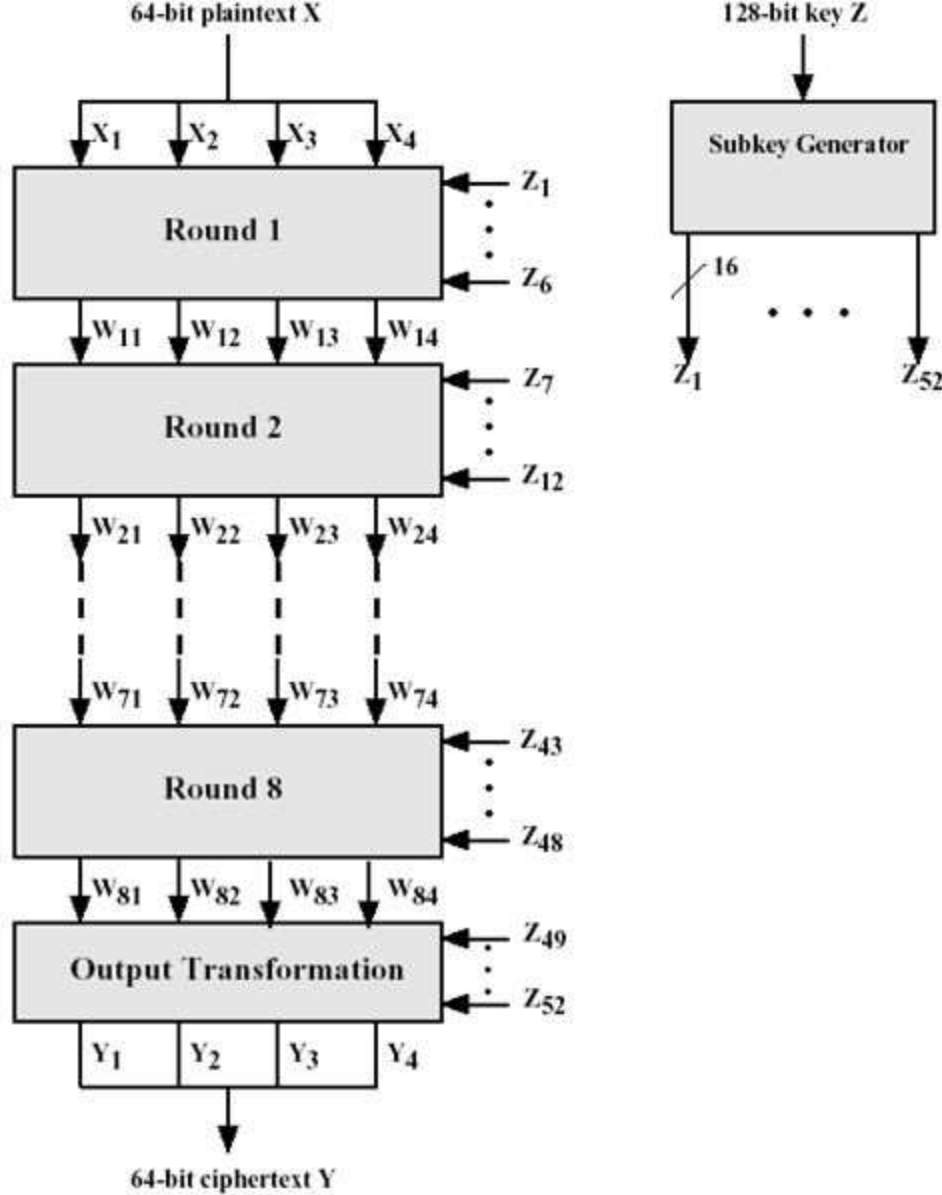 64-bit plaintext X
128-bit key Z
X1 X2 X3 X4
Subkey Generator
Z1
Round 1
Z6
16
W11 W12 W13 W14
Z1 Z52
Z7
Round 2
Z12
W21 W22 W23 W24
W71 W72 W73 W74
Z43
Round 8
Z48
W81 W82 W83 W84
Z49
Output Transformation
Z52
Y1 Y2 Y3 Y4
64-bit ciphertext Y